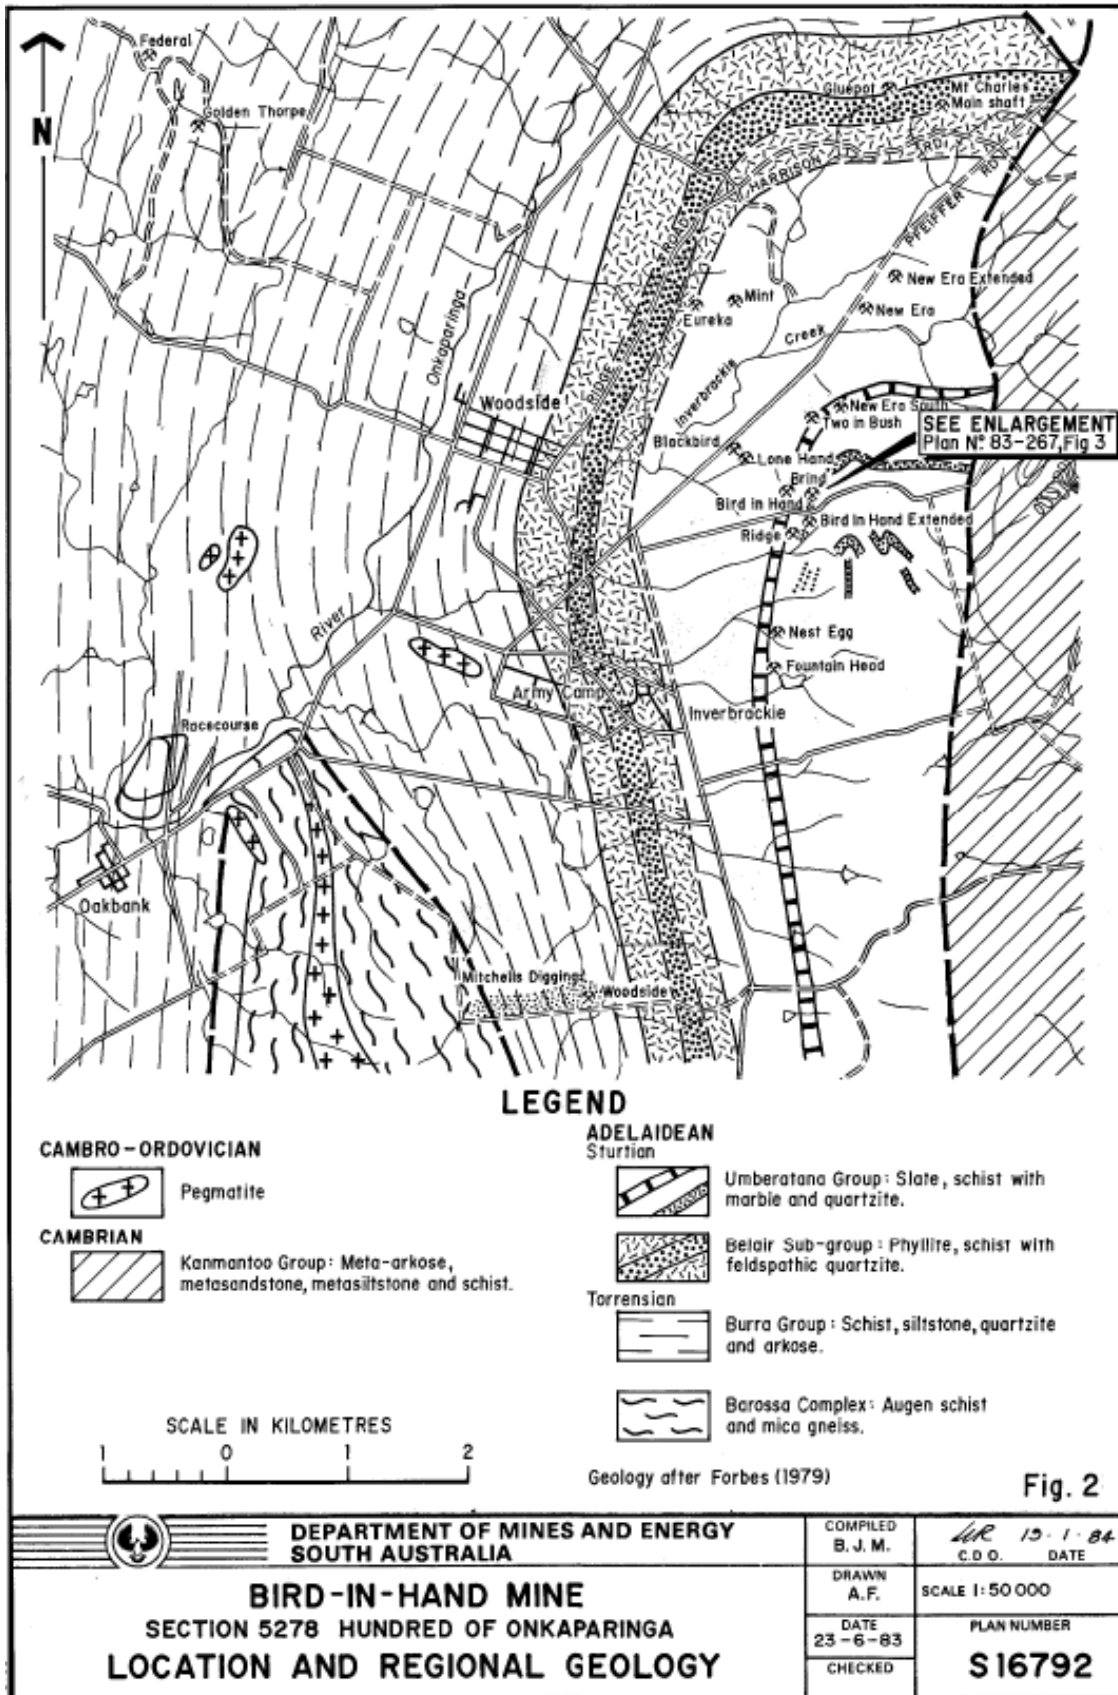 Federal
Golden Thorpe
N
Gluepot
Mt Charles
Main shaft
HARRISON RD.
PFEIFFER RD
Onkaparinga
RIDGE ROAD
Eureka
Mint
New Era Extended
New Era
Inverbrackie Creek
Woodside
New Era South
Two in Bush
SEE ENLARGEMENT
Plan Nº 83-267, Fig 3
Blackbird
Lone Hand
Brind
Bird in Hand
Bird in Hand Extended
Ridge
River
Nest Egg
Fountain Head
Army Camp
Inverbrackie
Racecourse
Oakbank
Mitchells Diggings
Woodside
LEGEND
CAMBRO-ORDOVICIAN
Pegmatite
CAMBRIAN
Kanmantoo Group: Meta-arkose,
metasandstone, metasiltstone and schist.
ADELAIDEAN
Sturtian
Umberatana Group: Slate, schist with
marble and quartzite.
Belair Sub-group: Phyllite, schist with
feldspathic quartzite.
Torrensian
Burra Group: Schist, siltstone, quartzite
and arkose.
Barossa Complex: Augen schist
and mica gneiss.
SCALE IN KILOMETRES
1 0 1 2
Geology after Forbes (1979)
Fig. 2
DEPARTMENT OF MINES AND ENERGY
SOUTH AUSTRALIA
BIRD-IN-HAND MINE
SECTION 5278 HUNDRED OF ONKAPARINGA
LOCATION AND REGIONAL GEOLOGY
COMPILED
B. J. M.
DRAWN
A.F.
DATE
23-6-83
CHECKED
C.D.O. DATE
SCALE 1:50 000
PLAN NUMBER
S16792